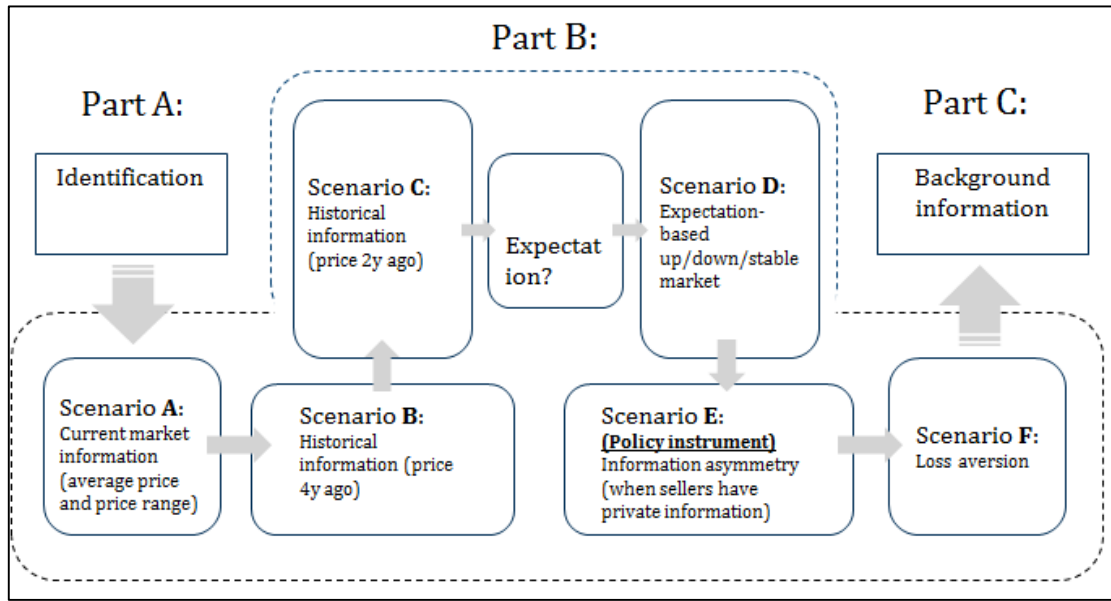 Part B:
Part A:
Part C:
Identification
Scenario C:
Historical
information
(price 2y ago)
Expectat
ion?
Scenario D:
Expectation-
based
up/down/stable
market
Background
information
Scenario A:
Current market
information
(average price
and price range)
Scenario B:
Historical
information (price
4y ago)
Scenario E:
(Policy instrument)
Information asymmetry
(when sellers have
private information)
Scenario F:
Loss aversion